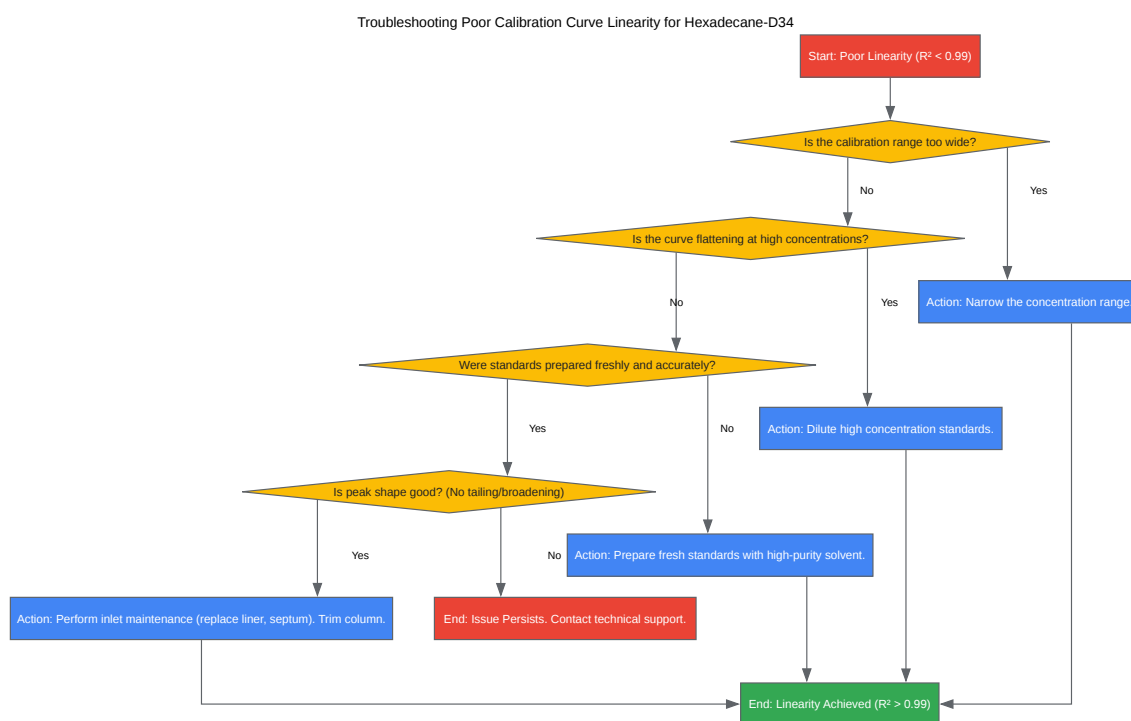 Troubleshooting Poor Calibration Curve Linearity for Hexadecane-D34
Start: Poor Linearity (R² < 0.99)
Is the calibration range too wide?
No
Yes
Is the curve flattening at high concentrations?
Action: Narrow the concentration range.
No
Yes
Were standards prepared freshly and accurately?
Action: Dilute high concentration standards.
Yes
No
Is peak shape good? (No tailing/broadening)
Yes
No
Action: Prepare fresh standards with high-purity solvent.
Action: Perform inlet maintenance (replace liner, septum). Trim column.
End: Issue Persists. Contact technical support.
End: Linearity Achieved (R² > 0.99)